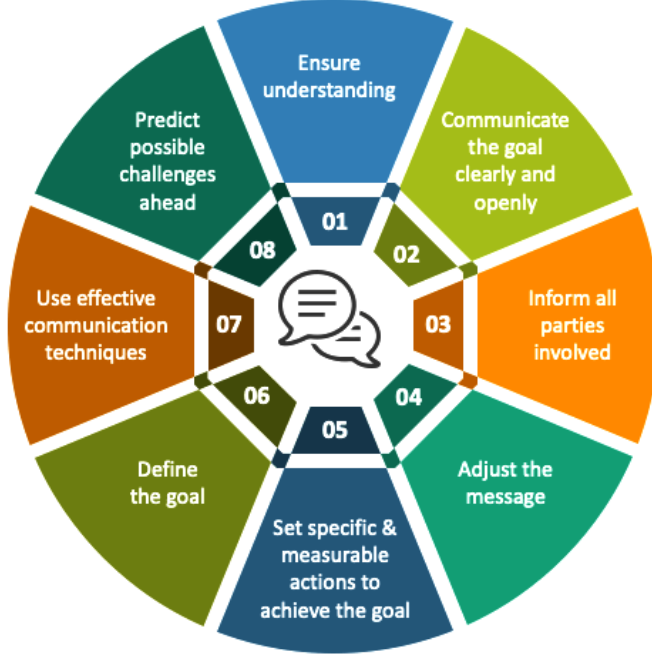 Ensure
understanding
01
Communicate
the goal
clearly and
openly
02
Inform all
parties
involved
03
Adjust the
message
04
Set specific &
measurable
actions to
achieve the goal
05
Define
the goal
06
Use effective
communication
techniques
07
Predict
possible
challenges
ahead
08